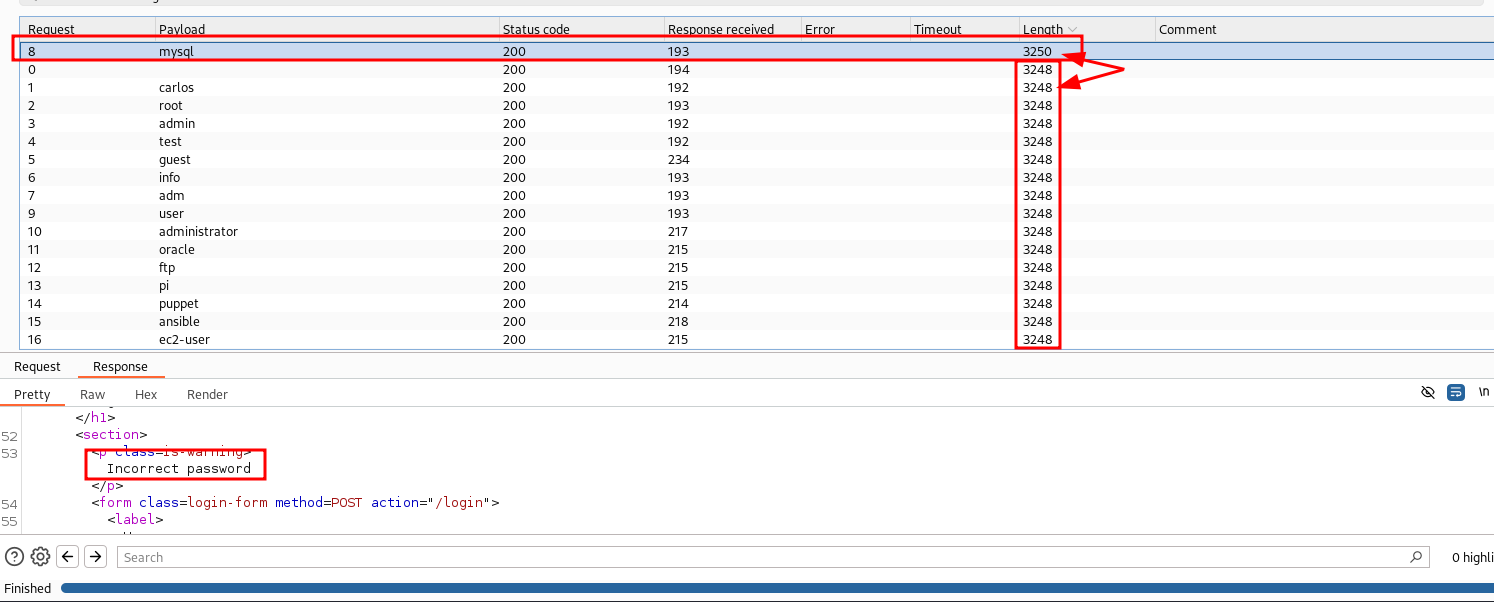 Request Payload Status code Response received Error Timeout Length Comment
8 mysql 200 193 3250
0 200 194 3248
1 carlos 200 192 3248
2 root 200 193 3248
3 admin 200 192 3248
4 test 200 192 3248
5 guest 200 234 3248
6 info 200 193 3248
7 adm 200 193 3248
9 user 200 193 3248
10 administrator 200 217 3248
11 oracle 200 215 3248
12 ftp 200 215 3248
13 pi 200 215 3248
14 puppet 200 214 3248
15 ansible 200 218 3248
16 ec2-user 200 215 3248
Request Response
Pretty Raw Hex Render \n
</h1>
52 <section>
53 <p class=is-warning>
Incorrect password
</p>
54 <form class=login-form method=POST action="/login">
55 <label>
Search 0 highli
Finished